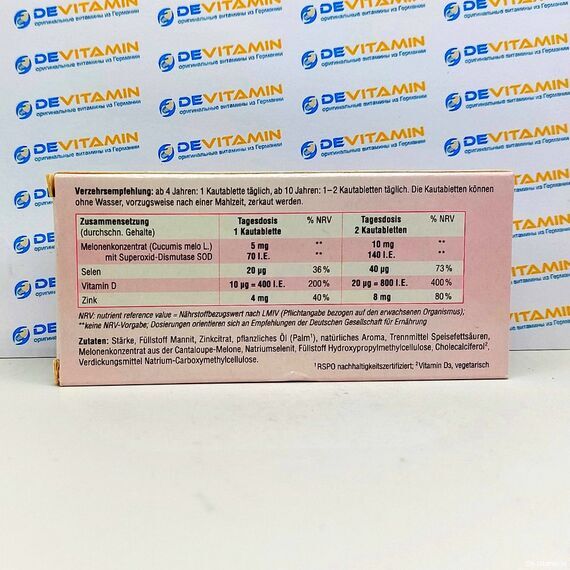 DEVITAMIN
оригинальные витамины из Германии
Verzehrsempfehlung: ab 4 Jahren: 1 Kautablette täglich, ab 10 Jahren: 1–2 Kautabletten täglich. Die Kautabletten können
ohne Wasser, vorzugsweise nach einer Mahlzeit, zerkaut werden.
Zusammensetzung (durchschn. Gehalte) Tagesdosis 1 Kautablette % NRV Tagesdosis 2 Kautabletten % NRV
Melonenkonzentrat (Cucumis melo L.) 5 mg ** 10 mg **
mit Superoxid-Dismutase SOD 70 I.E. ** 140 I.E. **
Selen 20 µg 36 % 40 µg 73 %
Vitamin D 10 µg = 400 I.E. 200 % 20 µg = 800 I.E. 400 %
Zink 4 mg 40 % 8 mg 80 %
NRV: nutrient reference value = Nährstoffbezugswert nach LMIV (Pflichtangabe bezogen auf den erwachsenen Organismus);
**keine NRV-Vorgabe; Dosierungen orientieren sich an Empfehlungen der Deutschen Gesellschaft für Ernährung
Zutaten: Stärke, Füllstoff Mannit, Zinkcitrat, pflanzliches Öl (Palm¹), natürliches Aroma, Trennmittel Speisefettsäuren,
Melonenkonzentrat aus der Cantaloupe-Melone, Natriumselenit, Füllstoff Hydroxypropylmethylcellulose, Cholecalciferol²,
Verdickungsmittel Natrium-Carboxymethylcellulose.
¹RSPO nachhaltigkeitszertifiziert; ²Vitamin D₃, vegetarisch